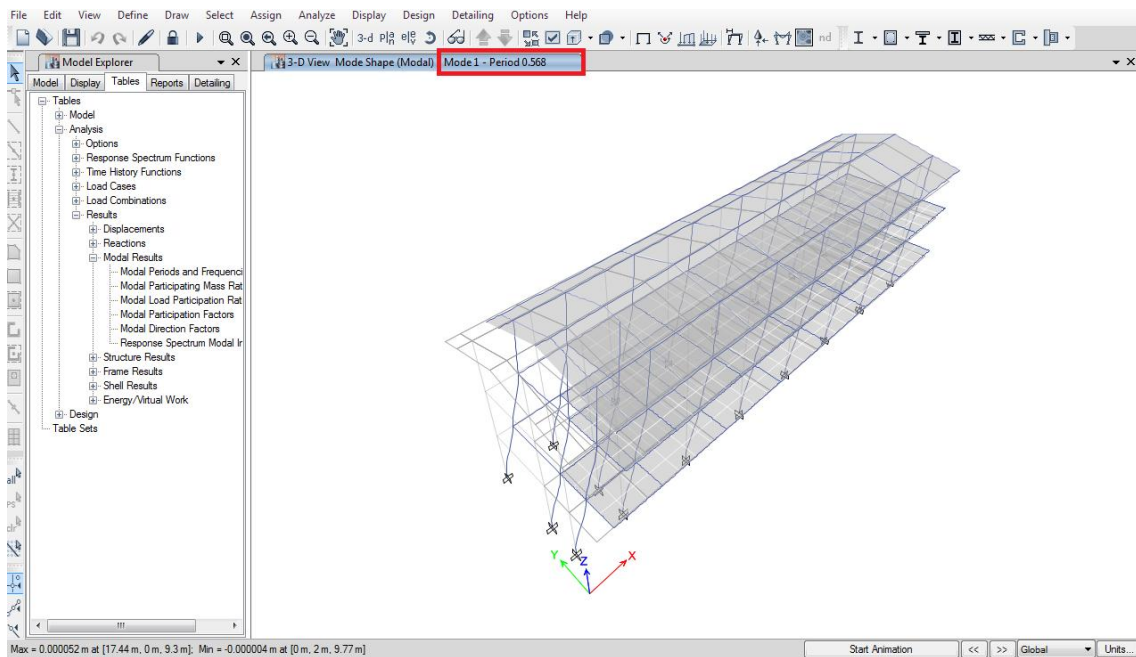 File Edit View Define Draw Select Assign Analyze Display Design Detailing Options Help
3-d nd
Model Explorer
3-D View Mode Shape (Modal) Mode 1 - Period 0.568
Model Display Tables Reports Detailing
Tables
Model
Analysis
Options
Response Spectrum Functions
Time History Functions
Load Cases
Load Combinations
Results
Displacements
Reactions
Modal Results
Modal Periods and Frequenci
Modal Participating Mass Rat
Modal Load Participation Rat
Modal Participation Factors
Modal Direction Factors
Response Spectrum Modal Ir
Structure Results
Frame Results
Shell Results
Energy/Virtual Work
Design
Table Sets
all
Y Z X
Max = 0.000052 m at [17.44 m, 0 m, 9.3 m]; Min = -0.000004 m at [0 m, 2 m, 9.77 m]
Start Animation << >> Global Units...